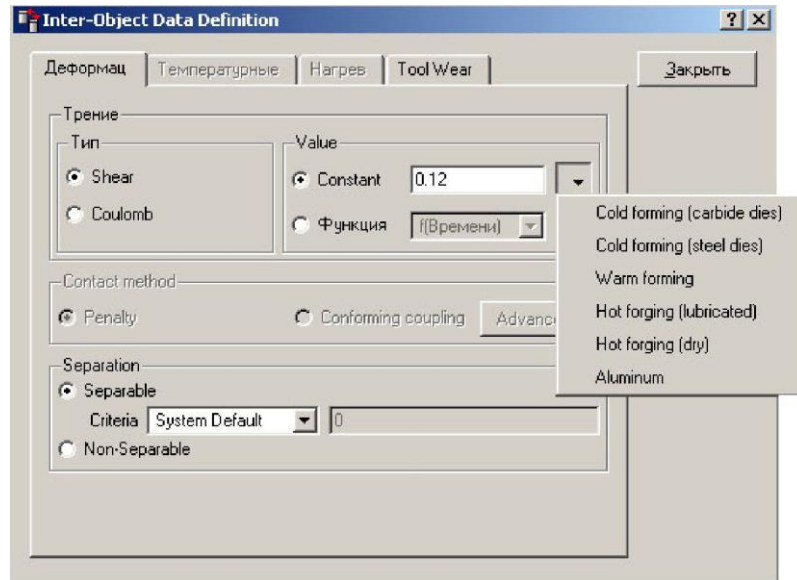 Inter-Object Data Definition
Деформац Температурные Нагрев Tool Wear Закрыть
Трение
Тип Value
Shear Constant 0.12
Coulomb Функция f(Времени)
Cold forming (carbide dies)
Cold forming (steel dies)
Warm forming
Hot forging (lubricated)
Hot forging (dry)
Aluminum
Contact method
Penalty Conforming coupling Advanc
Separation
Separable
Criteria System Default 0
Non-Separable